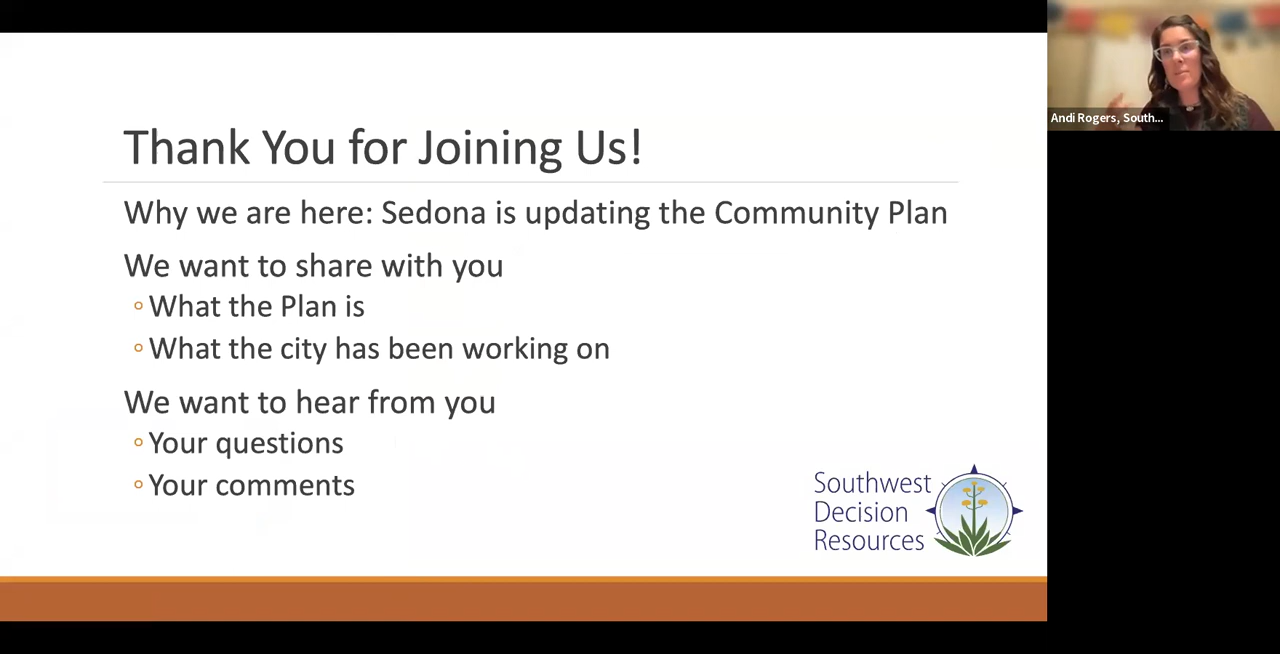 Thank You for Joining Us!
Why we are here: Sedona is updating the Community Plan
We want to share with you
◦What the Plan is
◦What the city has been working on
We want to hear from you
◦Your questions
◦Your comments
Southwest
Decision
Resources
Andi Rogers, South...